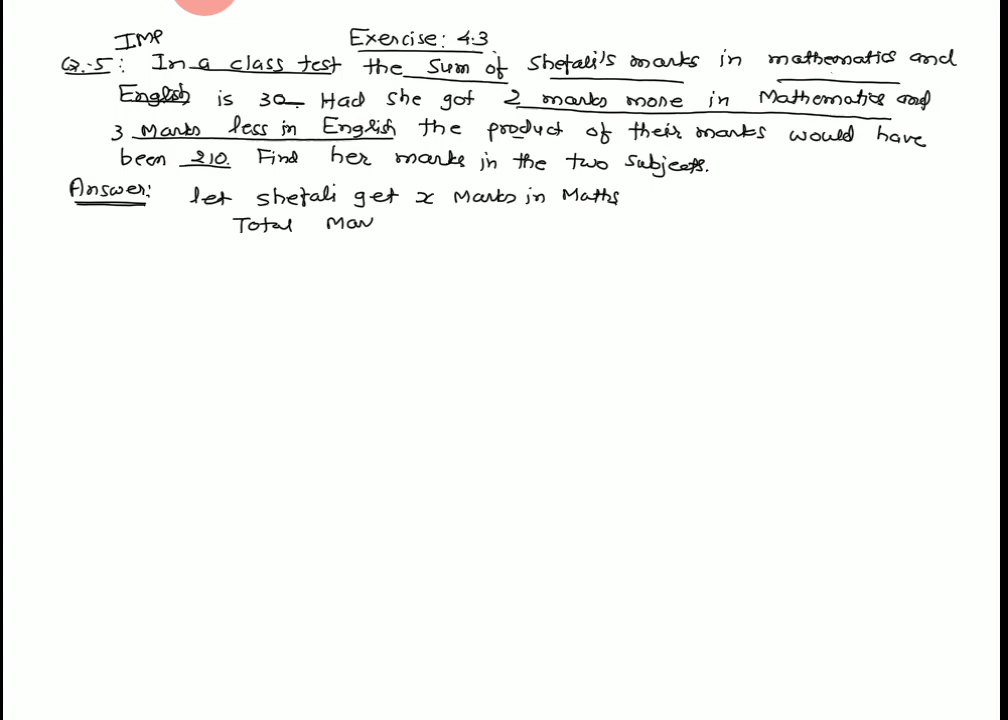 IMP
Exercise: 4.3
Q.-5: In a class test the sum of Shefali's marks in mathematics and
English is 30. Had she got 2 marks more in Mathematics and
3 Marks less in English the product of their marks would have
been 210. Find her marks in the two subjects.
Answer: let shefali get x Marks in Maths
Total Mar